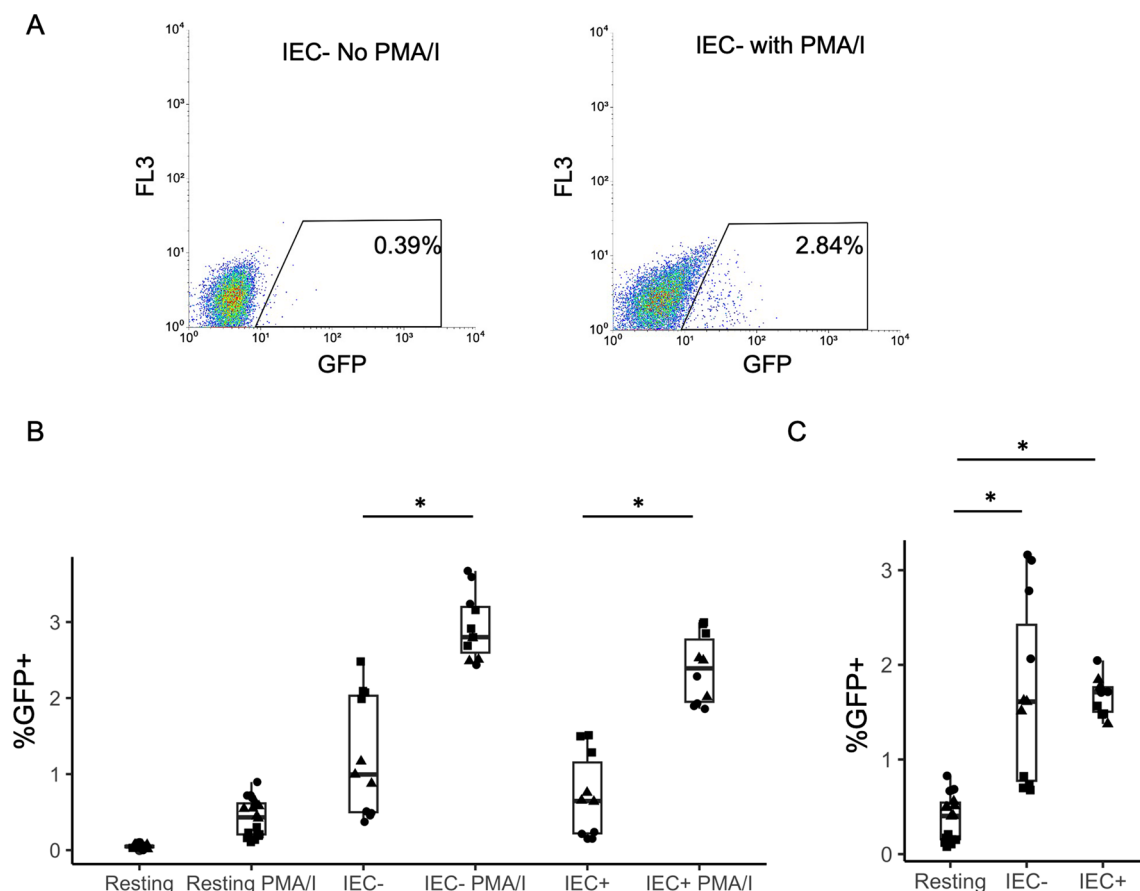 A
IEC- No PMA/I
IEC- with PMA/I
10⁴
10³
10²
10¹
10⁰
FL3
0.39%
10⁰
10¹
10²
10³
10⁴
GFP
10⁴
10³
10²
10¹
10⁰
FL3
2.84%
10⁰
10¹
10²
10³
10⁴
GFP
B
* *
%GFP+
3
2
1
0
Resting Resting PMA/I IEC- IEC- PMA/I IEC+ IEC+ PMA/I
C
*
*
%GFP+
3
2
1
0
Resting IEC- IEC+